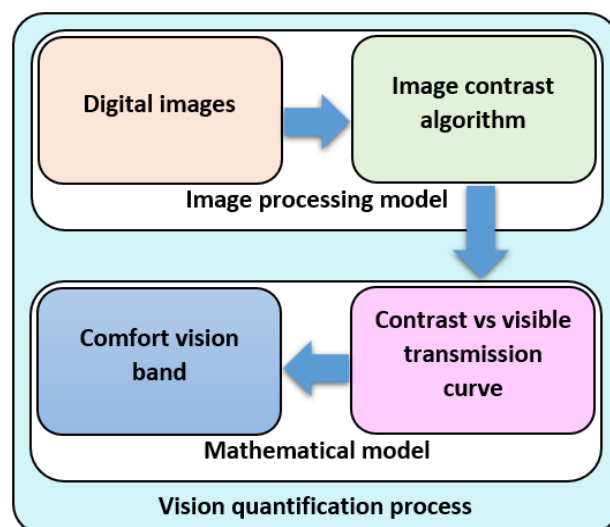 Digital images
Image contrast
algorithm
Image processing model
Contrast vs visible
transmission
curve
Comfort vision
band
Mathematical model
Vision quantification process